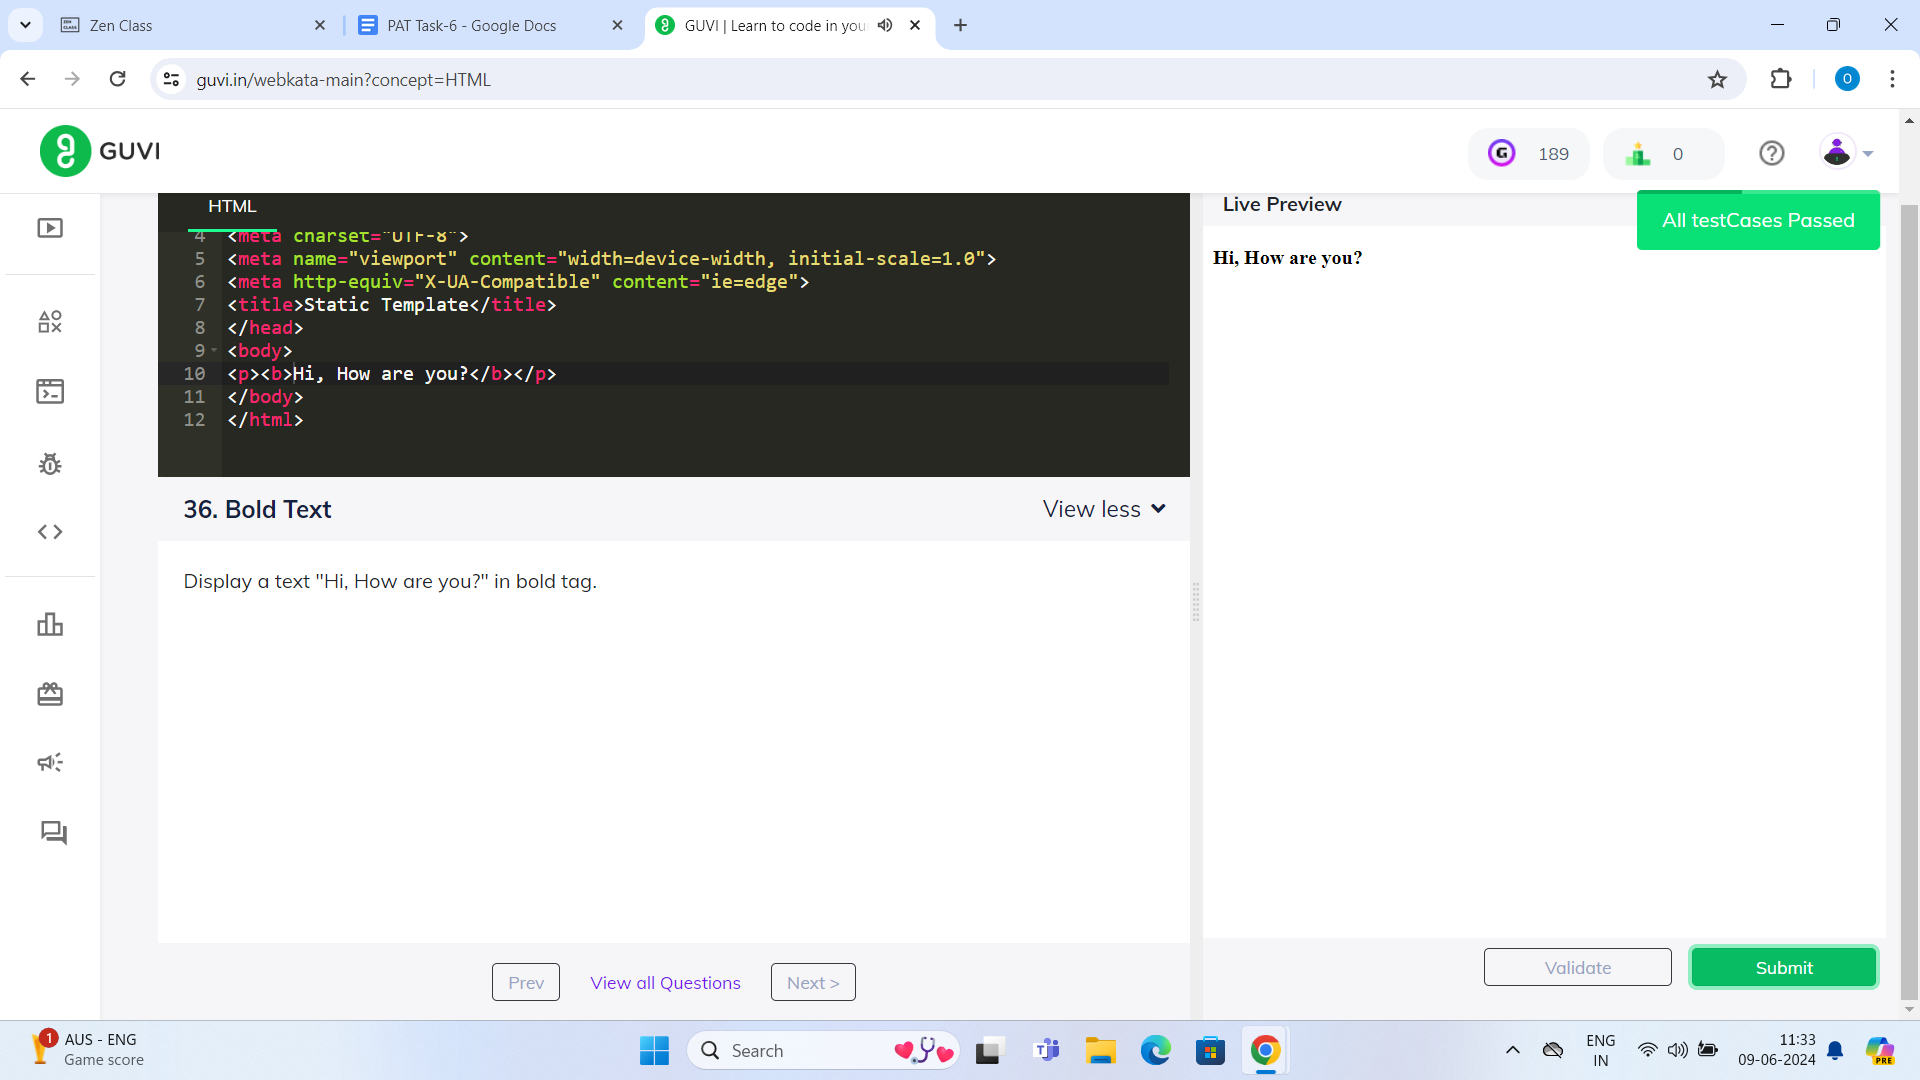 Zen Class
PAT Task-6 - Google Docs
GUVI | Learn to code in you
guvi.in/webkata-main?concept=HTML
O
GUVI
G 189
0
HTML
4 <meta charset="UTF-8">
5 <meta name="viewport" content="width=device-width, initial-scale=1.0">
6 <meta http-equiv="X-UA-Compatible" content="ie=edge">
7 <title>Static Template</title>
8 </head>
9 <body>
10 <p><b>Hi, How are you?</b></p>
11 </body>
12 </html>
Live Preview
All testCases Passed
Hi, How are you?
36. Bold Text
View less
Display a text "Hi, How are you?" in bold tag.
Prev
View all Questions
Next >
Validate
Submit
1
AUS - ENG
Game score
Search
ENG
IN
11:33
09-06-2024
PRE